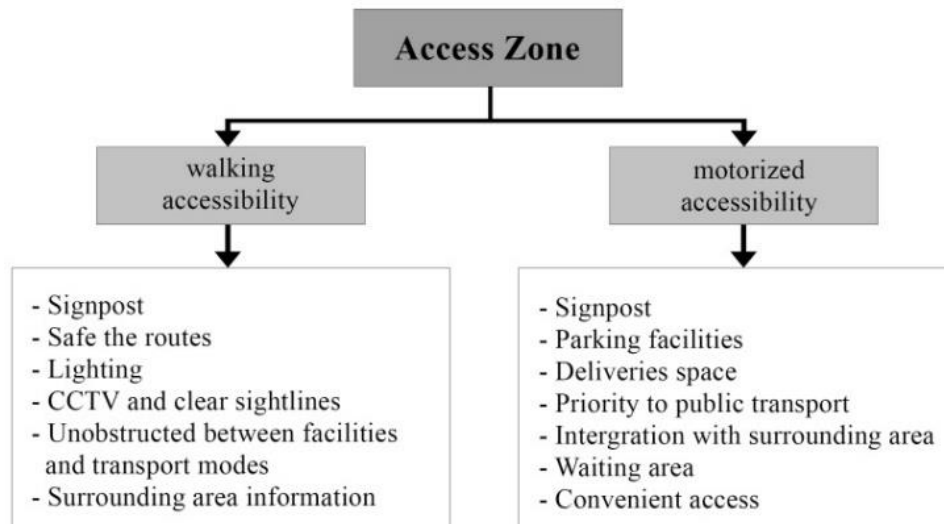 Access Zone
walking
accessibility
motorized
accessibility
- Signpost
- Safe the routes
- Lighting
- CCTV and clear sightlines
- Unobstructed between facilities
and transport modes
- Surrounding area information
- Signpost
- Parking facilities
- Deliveries space
- Priority to public transport
- Intergration with surrounding area
- Waiting area
- Convenient access